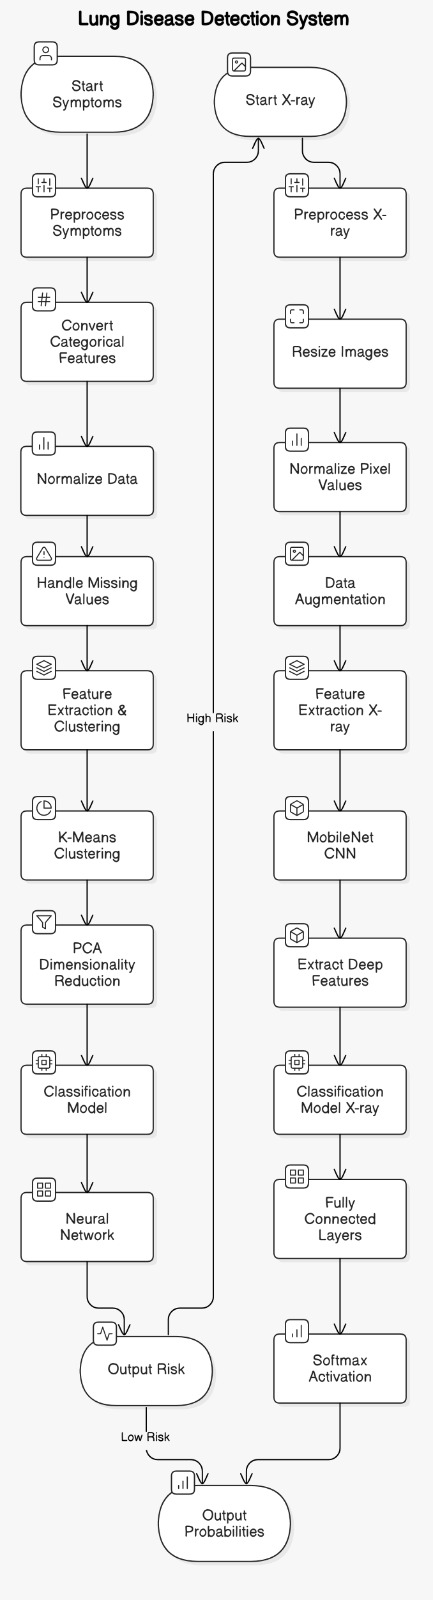 Lung Disease Detection System
Start
Symptoms
Preprocess
Symptoms
Convert
Categorical
Features
Normalize Data
Handle Missing
Values
Feature
Extraction &
Clustering
K-Means
Clustering
PCA
Dimensionality
Reduction
Classification
Model
Neural
Network
Output Risk
High Risk
Low Risk
Start X-ray
Preprocess X-
ray
Resize Images
Normalize Pixel
Values
Data
Augmentation
Feature
Extraction X-
ray
MobileNet
CNN
Extract Deep
Features
Classification
Model X-ray
Fully
Connected
Layers
Softmax
Activation
Output
Probabilities